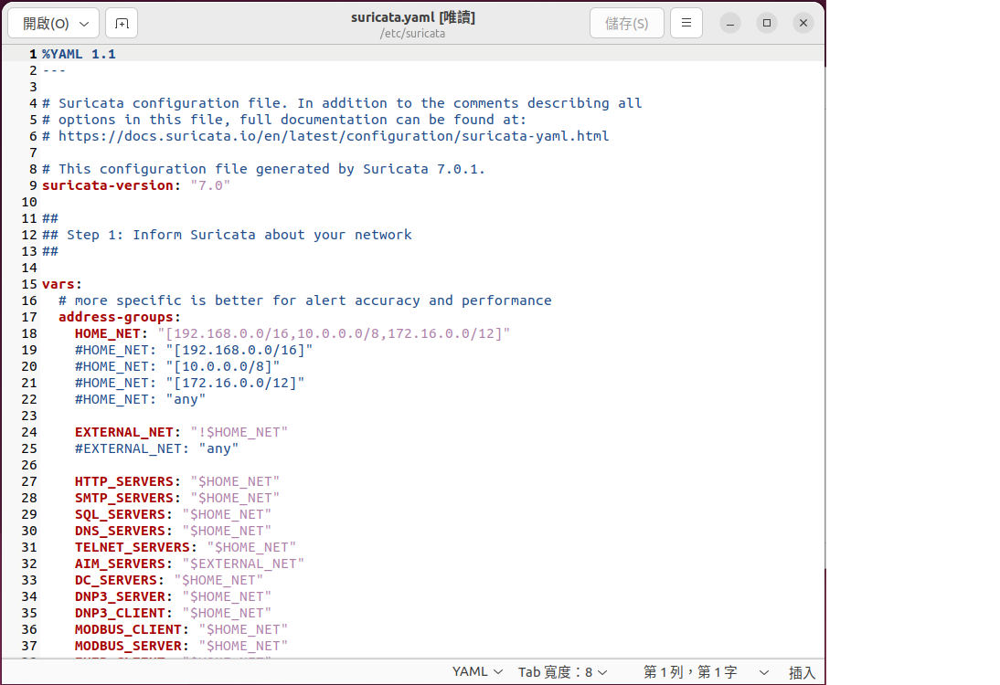 開啟(O)
suricata.yaml [唯讀]
/etc/suricata
儲存(S)
1 %YAML 1.1
2 ---
3
4 # Suricata configuration file. In addition to the comments describing all
5 # options in this file, full documentation can be found at:
6 # https://docs.suricata.io/en/latest/configuration/suricata-yaml.html
7
8 # This configuration file generated by Suricata 7.0.1.
9 suricata-version: "7.0"
10
11 ##
12 ## Step 1: Inform Suricata about your network
13 ##
14
15 vars:
16   # more specific is better for alert accuracy and performance
17   address-groups:
18     HOME_NET: "[192.168.0.0/16,10.0.0.0/8,172.16.0.0/12]"
19     #HOME_NET: "[192.168.0.0/16]"
20     #HOME_NET: "[10.0.0.0/8]"
21     #HOME_NET: "[172.16.0.0/12]"
22     #HOME_NET: "any"
23
24     EXTERNAL_NET: "!$HOME_NET"
25     #EXTERNAL_NET: "any"
26
27     HTTP_SERVERS: "$HOME_NET"
28     SMTP_SERVERS: "$HOME_NET"
29     SQL_SERVERS: "$HOME_NET"
30     DNS_SERVERS: "$HOME_NET"
31     TELNET_SERVERS: "$HOME_NET"
32     AIM_SERVERS: "$EXTERNAL_NET"
33     DC_SERVERS: "$HOME_NET"
34     DNP3_SERVER: "$HOME_NET"
35     DNP3_CLIENT: "$HOME_NET"
36     MODBUS_CLIENT: "$HOME_NET"
37     MODBUS_SERVER: "$HOME_NET"
YAML
Tab 寬度：8
第 1 列，第 1 字
插入